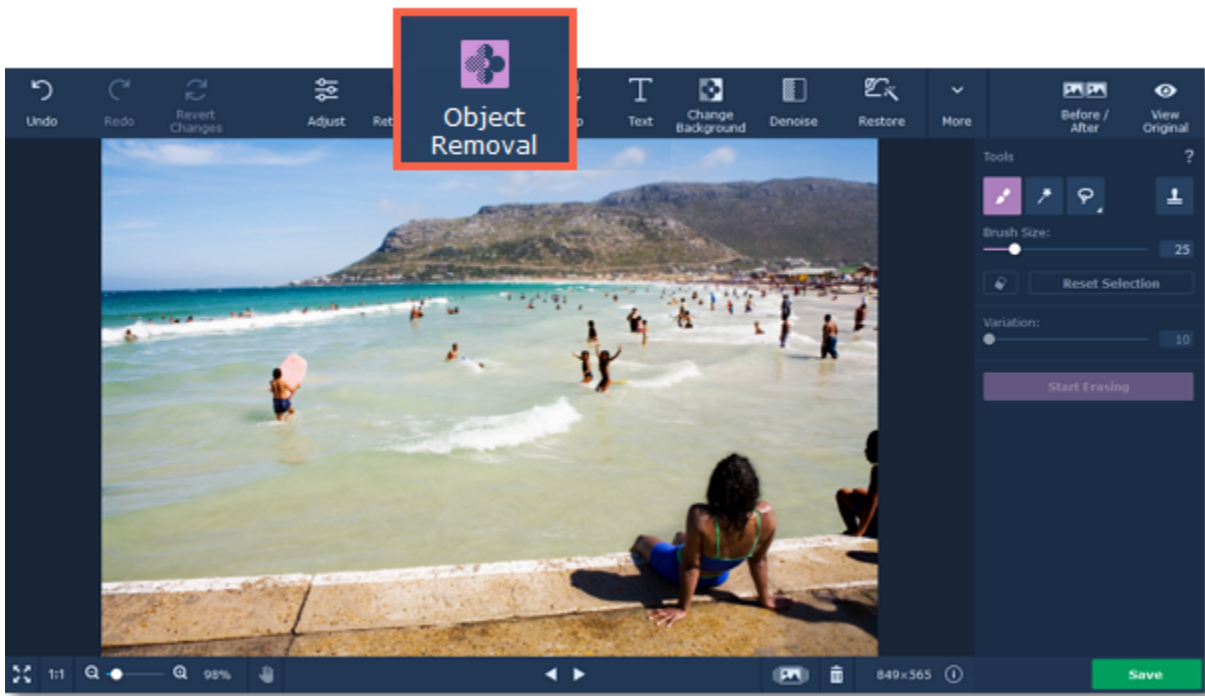 Object
Removal
Undo
Redo
Revert
Changes
Adjust
Text
Change
Background
Denoise
Restore
More
Before /
After
View
Original
Tools
?
Brush Size:
25
Reset Selection
Variation:
10
Start Erasing
1:1
98%
849×565
Save